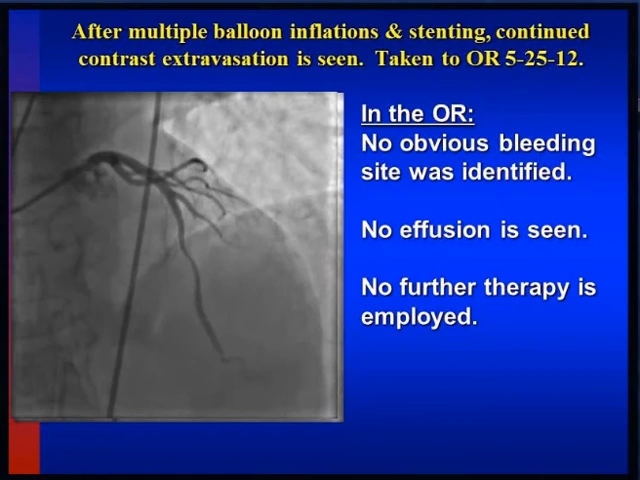 After multiple balloon inflations & stenting, continued
contrast extravasation is seen.  Taken to OR 5-25-12.
In the OR:
No obvious bleeding
site was identified.
No effusion is seen.
No further therapy is
employed.